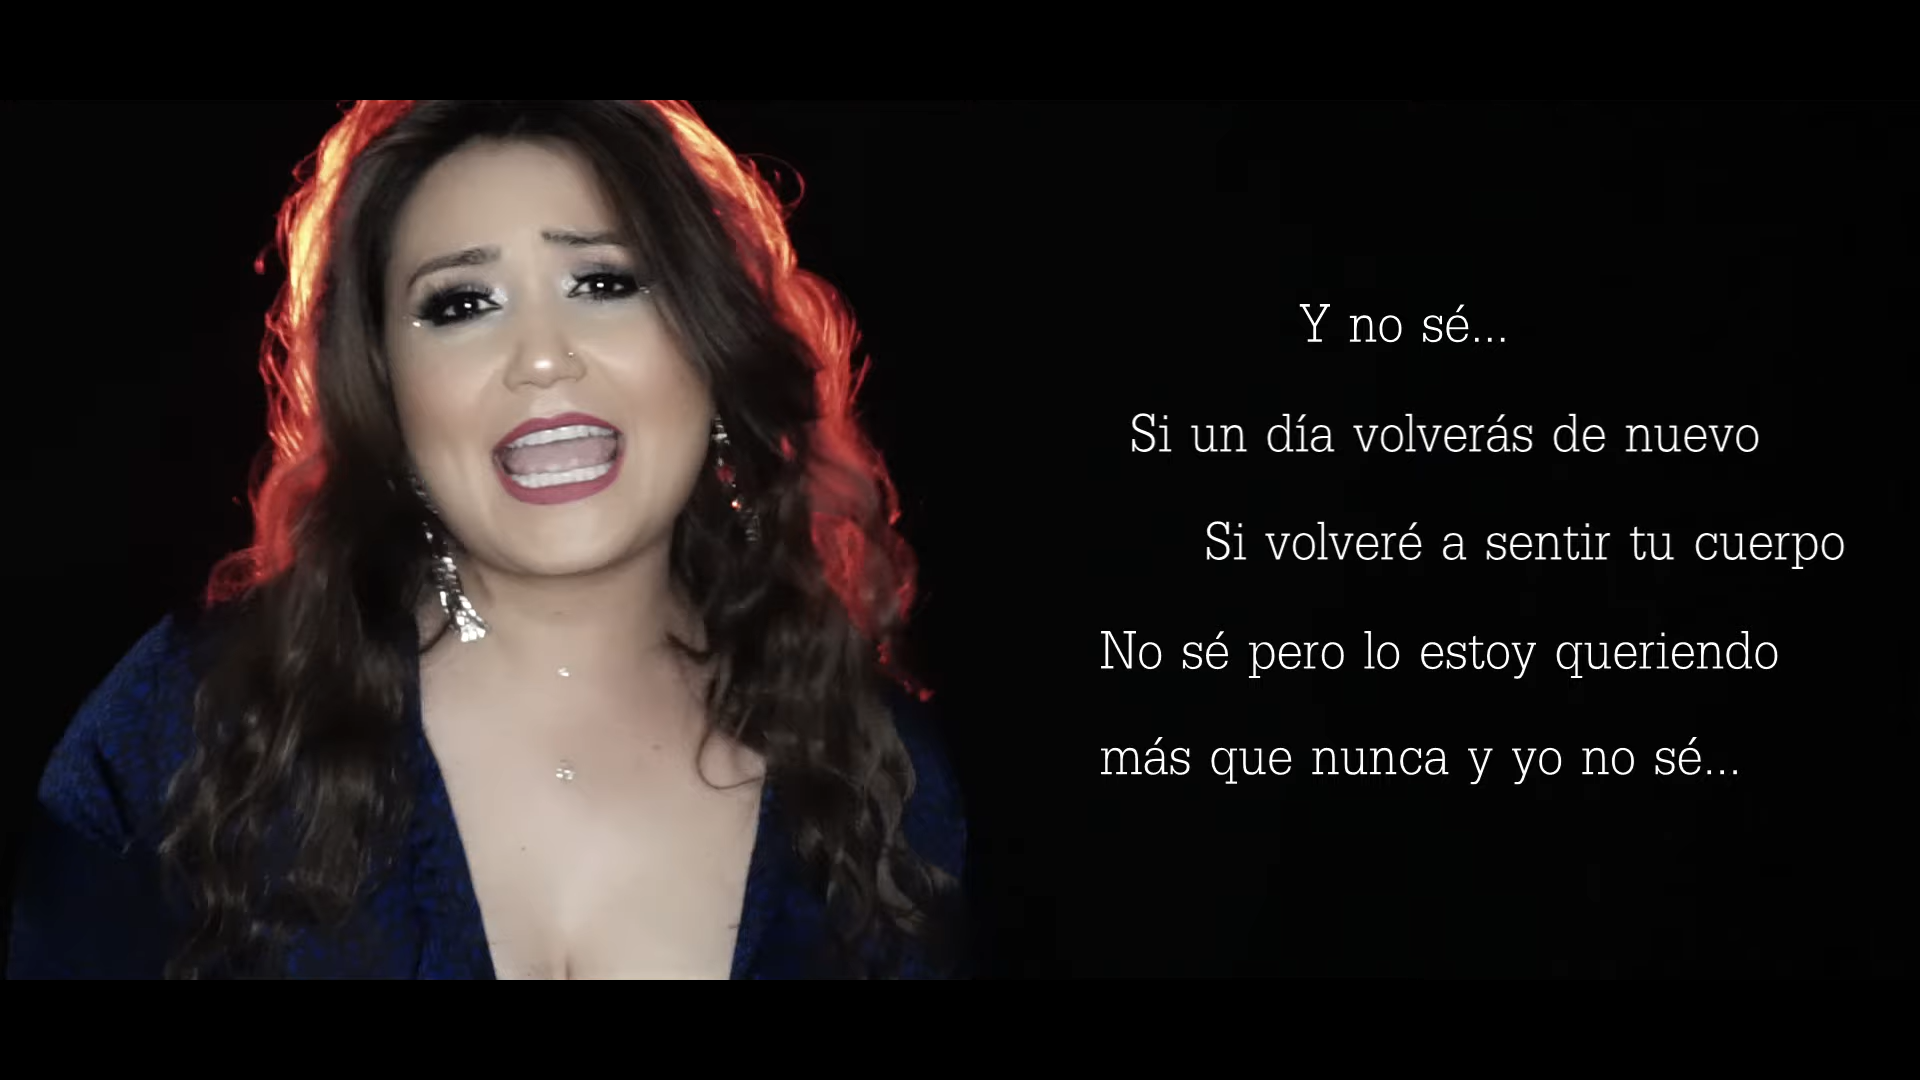 Y no sé...
Si un día volverás de nuevo
Si volveré a sentir tu cuerpo
No sé pero lo estoy queriendo
más que nunca y yo no sé...